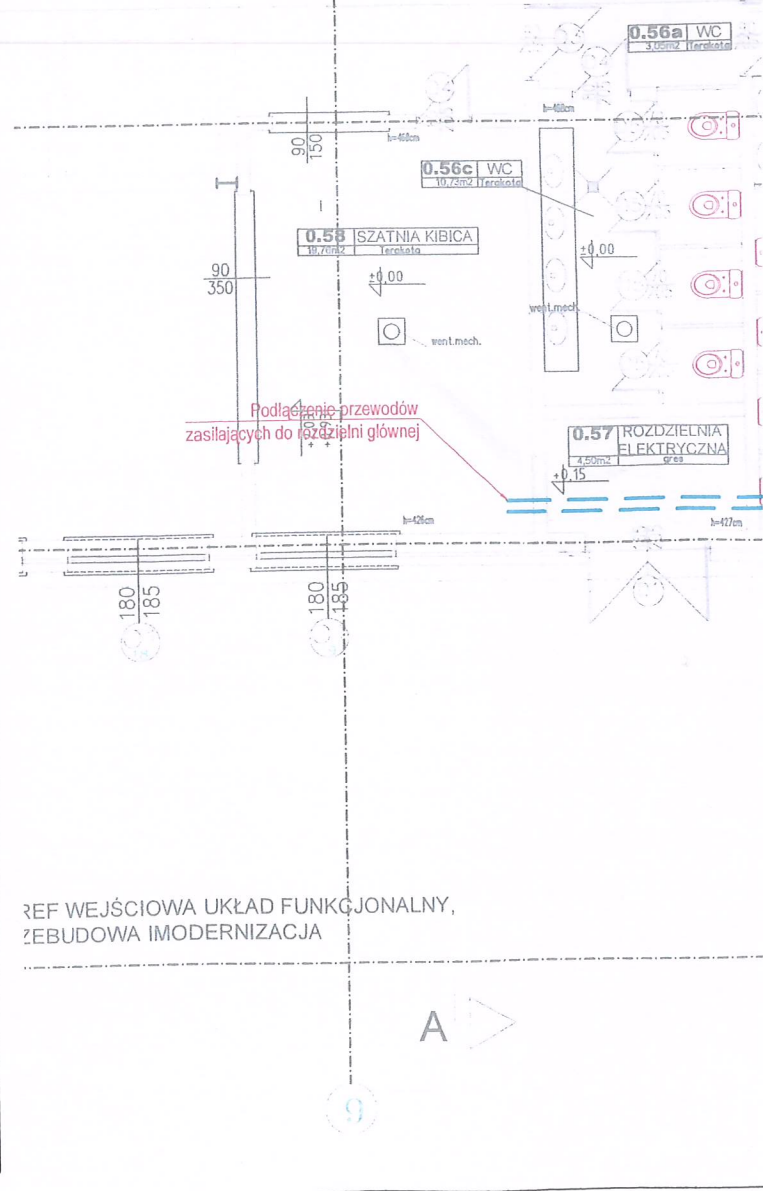 0.56a WC
3,05m2 Terakota
h=468cm
90
150
h=468cm
0.56c WC
10,73m2 Terakota
0.58 SZATNIA KIBICA
Terakota
±0,00
±0,00
90
350
went.mech.
went.mech.
Podłączenie przewodów
zasilających do rozdzielni głównej
0.57 ROZDZIELNIA
ELEKTRYCZNA
4,50m2 gres
+0,15
h=426cm
h=427cm
180
185
180
185
REF WEJŚCIOWA UKŁAD FUNKCJONALNY,
ZEBUDOWA IMODERNIZACJA
A
9